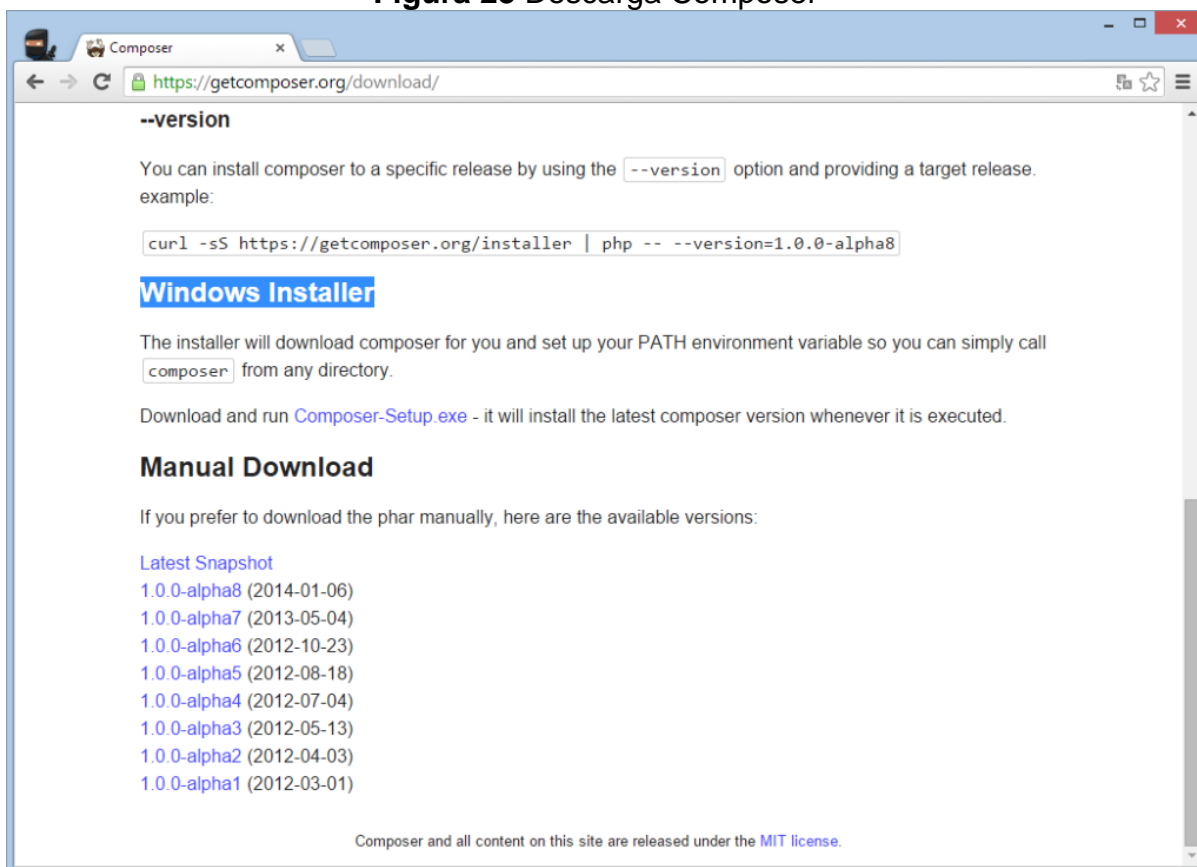 Figura 23 Descarga Composer
Composer
https://getcomposer.org/download/
--version
You can install composer to a specific release by using the --version option and providing a target release.
example:
curl -sS https://getcomposer.org/installer | php -- --version=1.0.0-alpha8
Windows Installer
The installer will download composer for you and set up your PATH environment variable so you can simply call
composer from any directory.
Download and run Composer-Setup.exe - it will install the latest composer version whenever it is executed.
Manual Download
If you prefer to download the phar manually, here are the available versions:
Latest Snapshot
1.0.0-alpha8 (2014-01-06)
1.0.0-alpha7 (2013-05-04)
1.0.0-alpha6 (2012-10-23)
1.0.0-alpha5 (2012-08-18)
1.0.0-alpha4 (2012-07-04)
1.0.0-alpha3 (2012-05-13)
1.0.0-alpha2 (2012-04-03)
1.0.0-alpha1 (2012-03-01)
Composer and all content on this site are released under the MIT license.